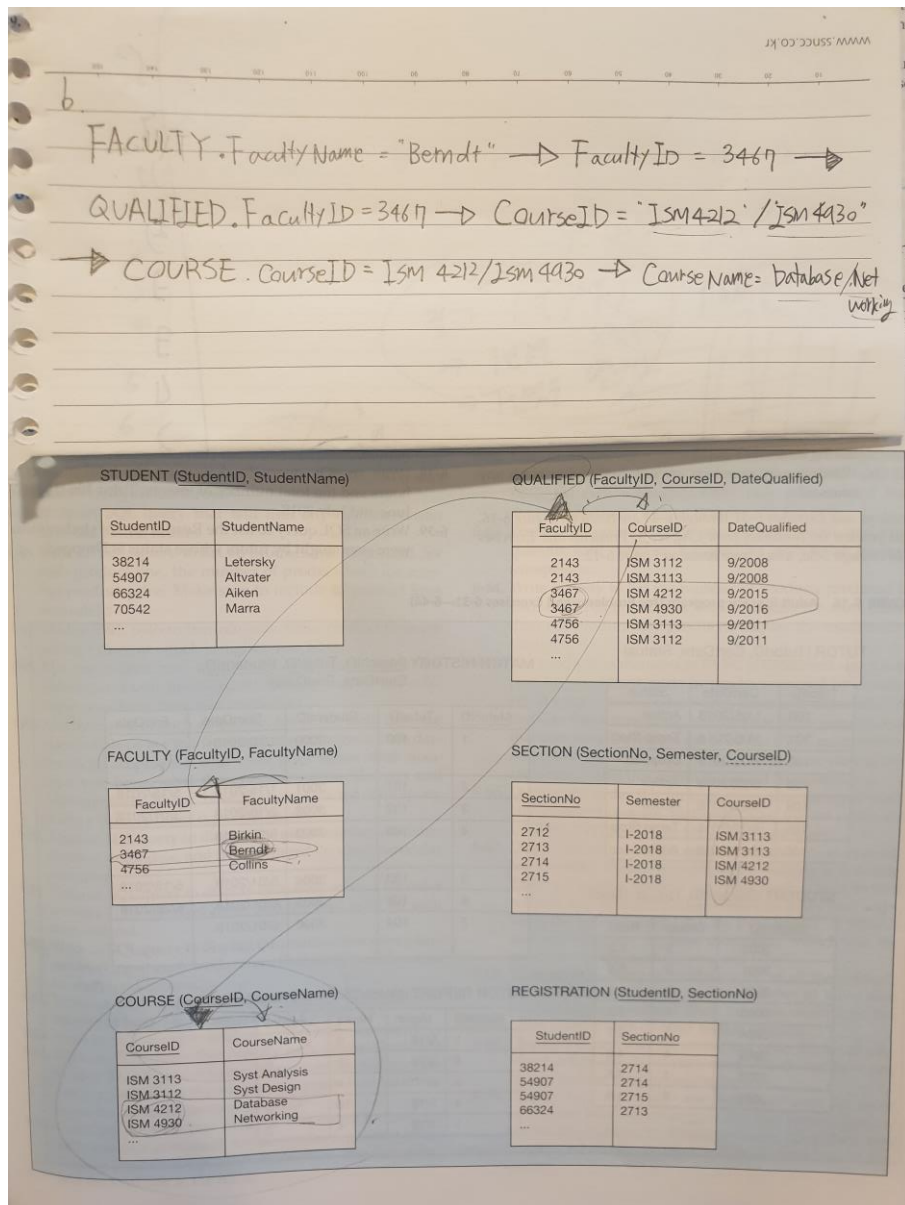 www.ssncc.co.kr
b.
FACULTY.FacultyName = "Berndt" → FacultyID = 3467 →
QUALIFIED.FacultyID = 3467 → CourseID = "ISM4212"/"ISM4930"
→ COURSE.CourseID = ISM 4212/ISM 4930 → CourseName = Database/Net
working
STUDENT (StudentID, StudentName)
StudentID StudentName
38214 Letersky
54907 Altvater
66324 Aiken
70542 Marra
...
QUALIFIED (FacultyID, CourseID, DateQualified)
FacultyID CourseID DateQualified
2143 ISM 3112 9/2008
2143 ISM 3113 9/2008
3467 ISM 4212 9/2015
3467 ISM 4930 9/2016
4756 ISM 3113 9/2011
4756 ISM 3112 9/2011
...
FACULTY (FacultyID, FacultyName)
FacultyID FacultyName
2143 Birkin
3467 Berndt
4756 Collins
...
SECTION (SectionNo, Semester, CourseID)
SectionNo Semester CourseID
2712 I-2018 ISM 3113
2713 I-2018 ISM 3113
2714 I-2018 ISM 4212
2715 I-2018 ISM 4930
...
COURSE (CourseID, CourseName)
CourseID CourseName
ISM 3113 Syst Analysis
ISM 3112 Syst Design
ISM 4212 Database
ISM 4930 Networking
...
REGISTRATION (StudentID, SectionNo)
StudentID SectionNo
38214 2714
54907 2714
54907 2715
66324 2713
...